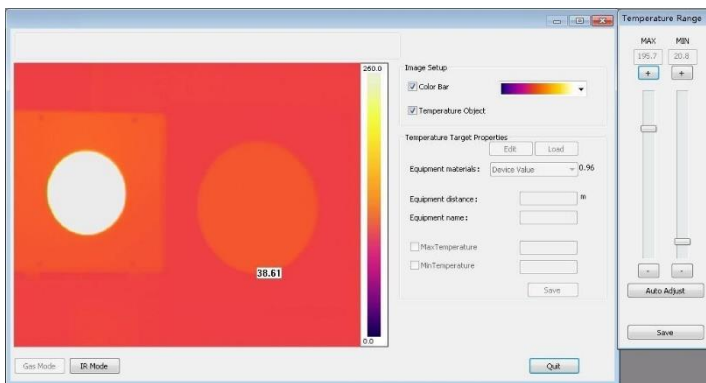 Temperature Range
MAX MIN
195.7 20.8
+ +
- -
Auto Adjust
Save
250.0
0.0
38.61
Image Setup
Color Bar
Temperature Object
Temperature Target Properties
Edit Load
Equipment materials: Device Value 0.96
Equipment distance: m
Equipment name:
MaxTemperature
MinTemperature
Save
Gas Mode IR Mode Quit